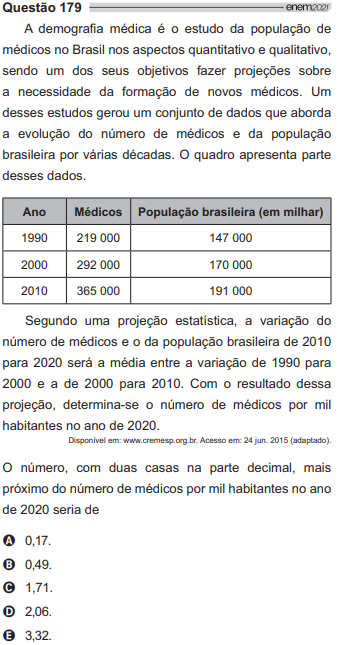 Questão 179 enem2021
A demografia médica é o estudo da população de
médicos no Brasil nos aspectos quantitativo e qualitativo,
sendo um dos seus objetivos fazer projeções sobre
a necessidade da formação de novos médicos. Um
desses estudos gerou um conjunto de dados que aborda
a evolução do número de médicos e da população
brasileira por várias décadas. O quadro apresenta parte
desses dados.
Ano Médicos População brasileira (em milhar)
1990 219 000 147 000
2000 292 000 170 000
2010 365 000 191 000
Segundo uma projeção estatística, a variação do
número de médicos e o da população brasileira de 2010
para 2020 será a média entre a variação de 1990 para
2000 e a de 2000 para 2010. Com o resultado dessa
projeção, determina-se o número de médicos por mil
habitantes no ano de 2020.
Disponível em: www.cremesp.org.br. Acesso em: 24 jun. 2015 (adaptado).
O número, com duas casas na parte decimal, mais
próximo do número de médicos por mil habitantes no ano
de 2020 seria de
A 0,17.
B 0,49.
C 1,71.
D 2,06.
E 3,32.